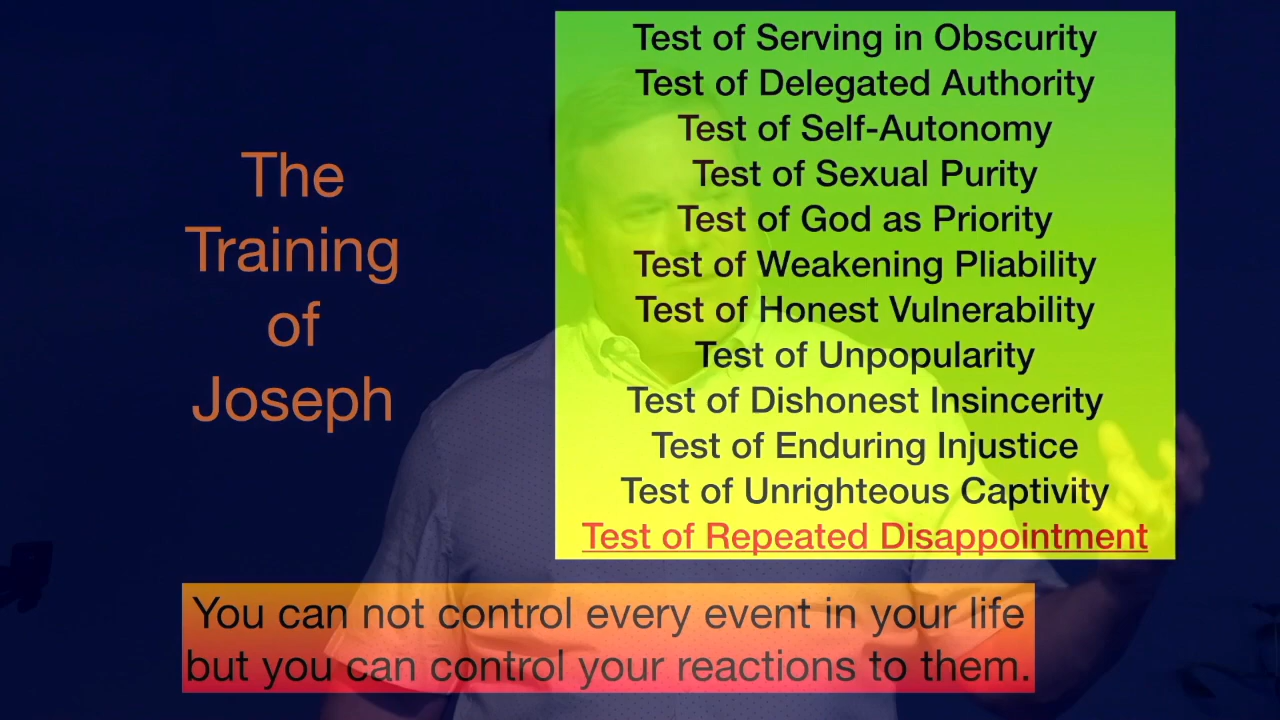 The
Training
of
Joseph
Test of Serving in Obscurity
Test of Delegated Authority
Test of Self-Autonomy
Test of Sexual Purity
Test of God as Priority
Test of Weakening Pliability
Test of Honest Vulnerability
Test of Unpopularity
Test of Dishonest Insincerity
Test of Enduring Injustice
Test of Unrighteous Captivity
Test of Repeated Disappointment
You can not control every event in your life
but you can control your reactions to them.